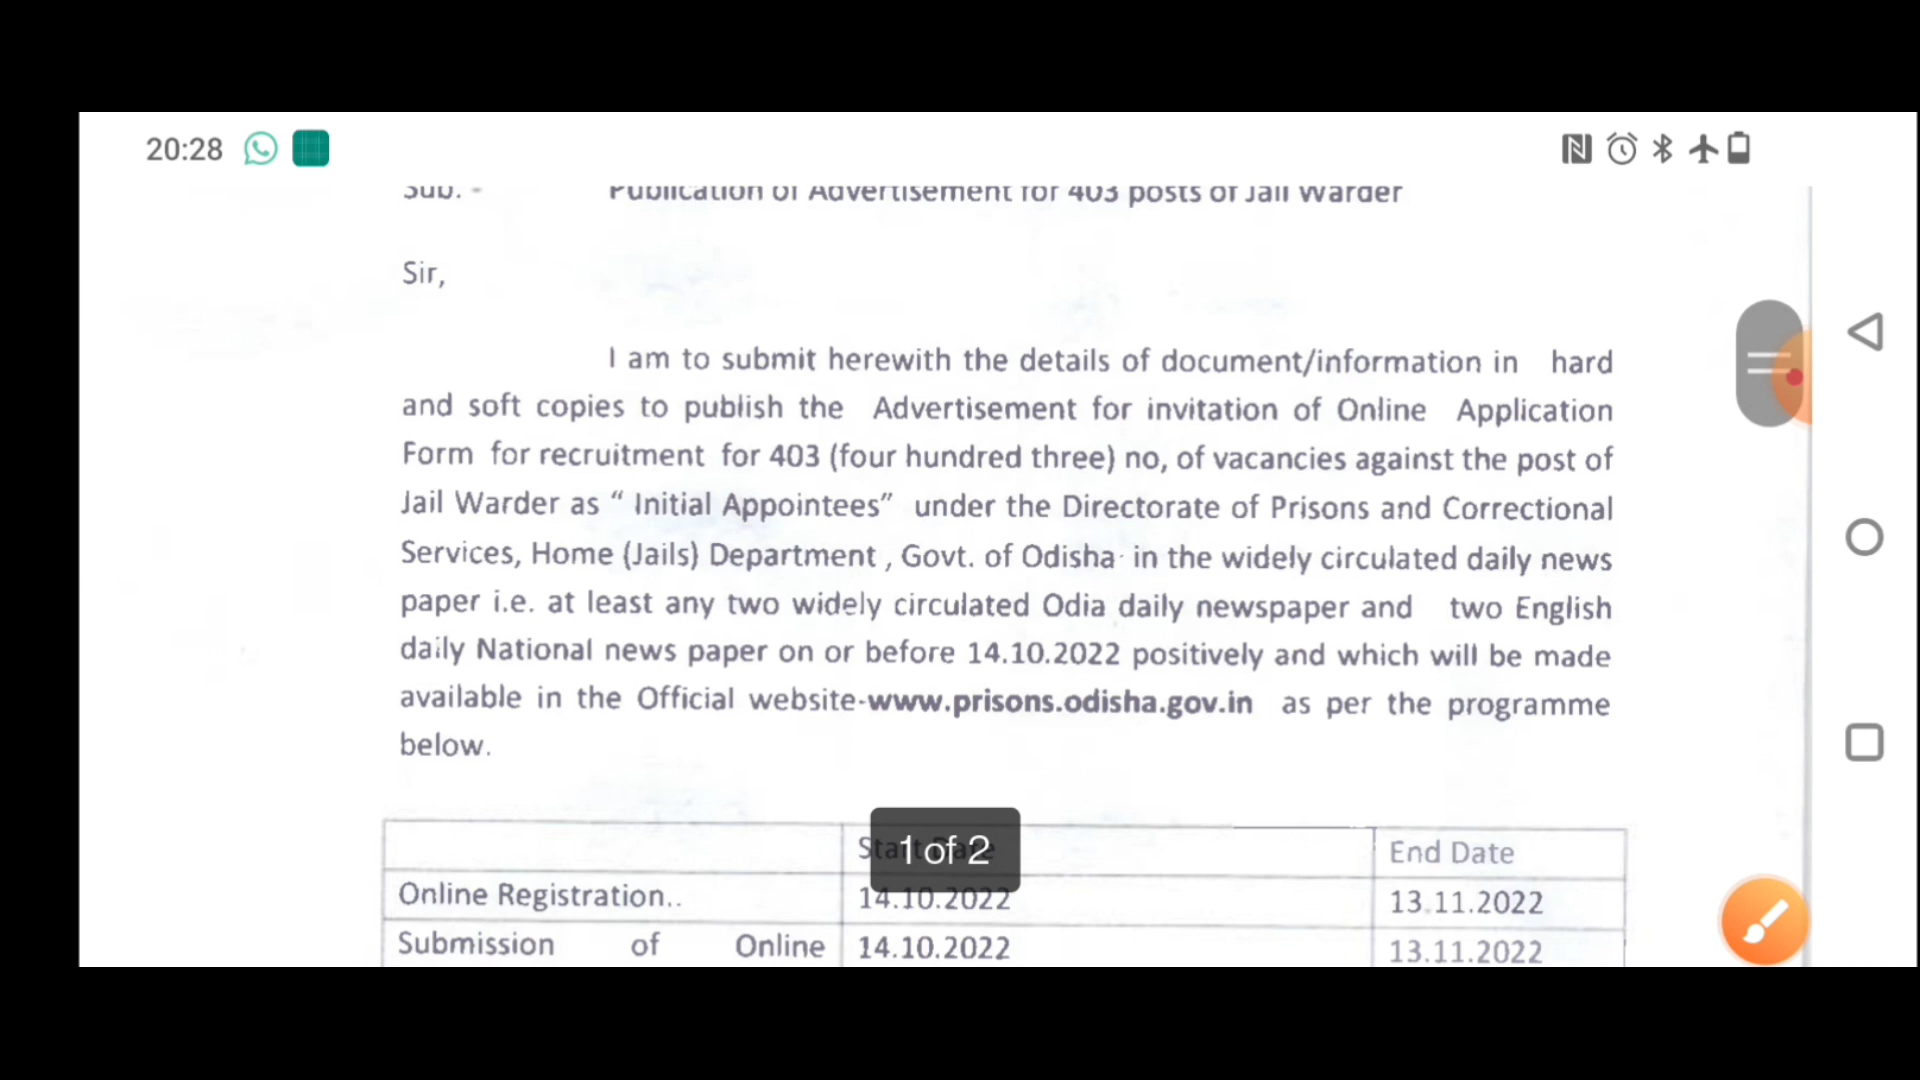 20:28
Sub. - Publication of Advertisement for 403 posts of Jail Warder
Sir,
I am to submit herewith the details of document/information in hard
and soft copies to publish the Advertisement for invitation of Online Application
Form for recruitment for 403 (four hundred three) no, of vacancies against the post of
Jail Warder as “ Initial Appointees” under the Directorate of Prisons and Correctional
Services, Home (Jails) Department , Govt. of Odisha in the widely circulated daily news
paper i.e. at least any two widely circulated Odia daily newspaper and two English
daily National news paper on or before 14.10.2022 positively and which will be made
available in the Official website-www.prisons.odisha.gov.in as per the programme
below.
Start Date End Date
1 of 2
Online Registration.. 14.10.2022 13.11.2022
Submission of Online 14.10.2022 13.11.2022